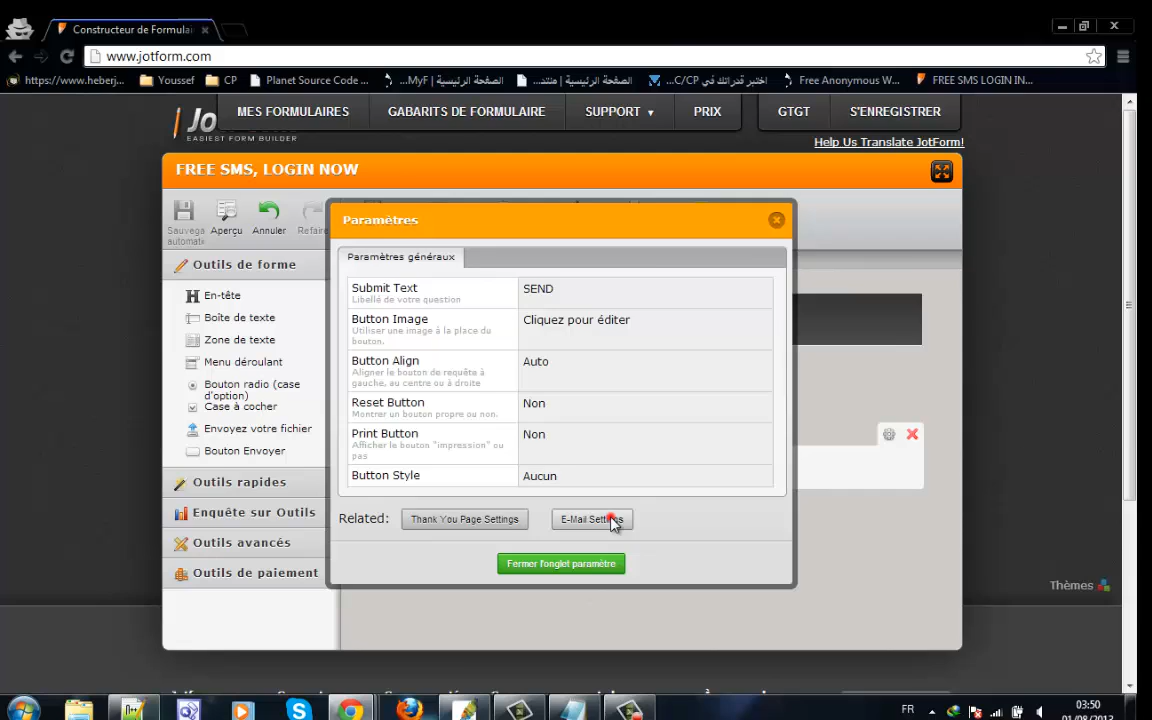 Constructeur de Formulai
www.jotform.com
https://www.heberj...
Youssef
CP
Planet Source Code ...
الصفحة الرئيسية | MyF...
الصفحة الرئيسية | منتد...
اختبر قدراتك في C/CP...
Free Anonymous W...
FREE SMS LOGIN IN...
Jo
EASIEST FORM BUILDER
MES FORMULAIRES
GABARITS DE FORMULAIRE
SUPPORT ▼
PRIX
GTGT
S'ENREGISTRER
Help Us Translate JotForm!
FREE SMS, LOGIN NOW
Sauvega
automati
Aperçu
Annuler
Refaire
Outils de forme
En-tête
Boîte de texte
Zone de texte
Menu déroulant
Bouton radio (case
d'option)
Case à cocher
Envoyez votre fichier
Bouton Envoyer
Outils rapides
Enquête sur Outils
Outils avancés
Outils de paiement
Paramètres
Paramètres généraux
Submit Text
Libellé de votre question
SEND
Button Image
Utiliser une image à la place du
bouton.
Cliquez pour éditer
Button Align
Aligner le bouton de requête à
gauche, au centre ou à droite
Auto
Reset Button
Montrer un bouton propre ou non.
Non
Print Button
Afficher le bouton "impression" ou
pas
Non
Button Style
Aucun
Related:
Thank You Page Settings
E-Mail Settings
Fermer l'onglet paramètre
Thèmes
FR
03:50
01/08/2013